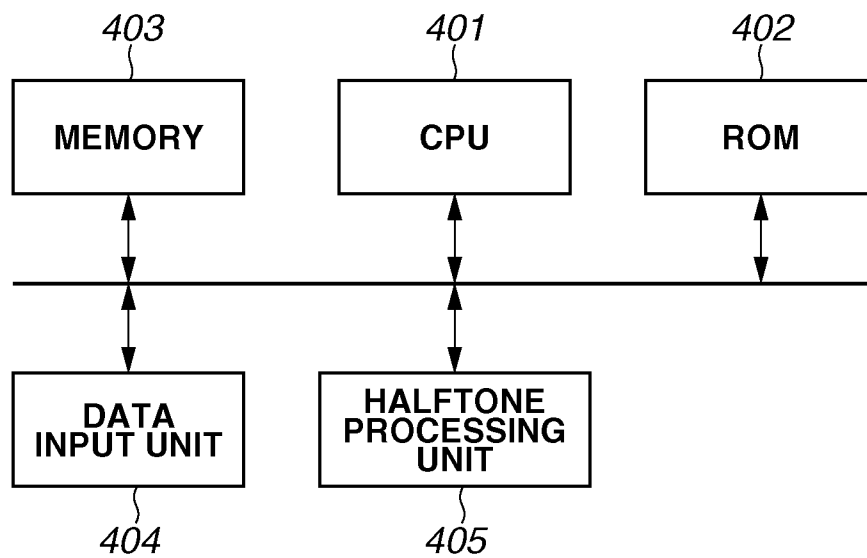 403
401
402
MEMORY
CPU
ROM
DATA
INPUT UNIT
HALFTONE
PROCESSING
UNIT
404
405